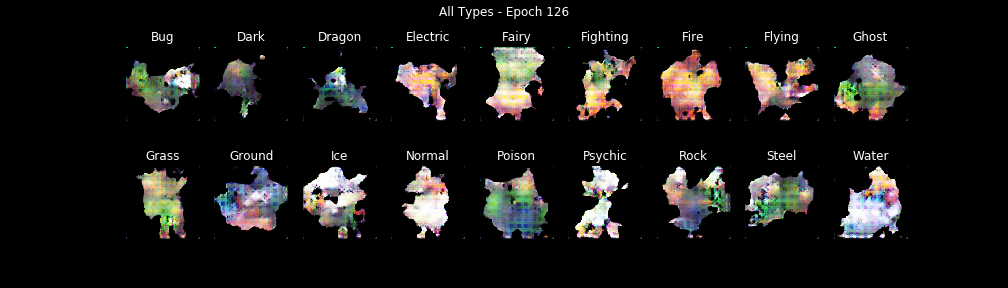 All Types - Epoch 126
Bug Dark Dragon Electric Fairy Fighting Fire Flying Ghost
Grass Ground Ice Normal Poison Psychic Rock Steel Water